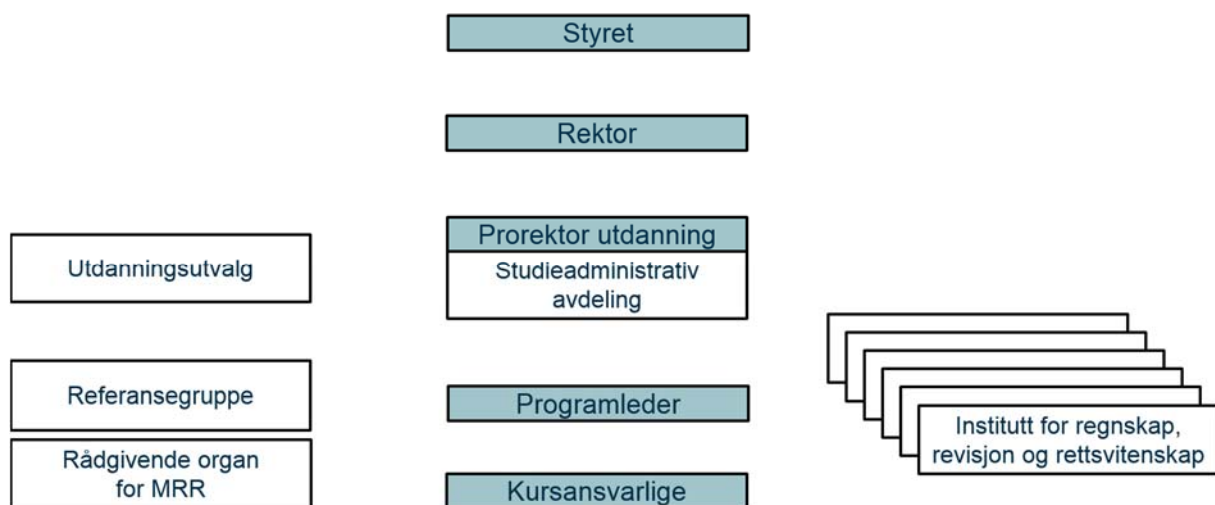 Styret
Rektor
Prorektor utdanning
Studieadministrativ
avdeling
Utdanningsutvalg
Referansegruppe
Rådgivende organ
for MRR
Programleder
Kursansvarlige
Institutt for regnskap,
revisjon og rettsvitenskap